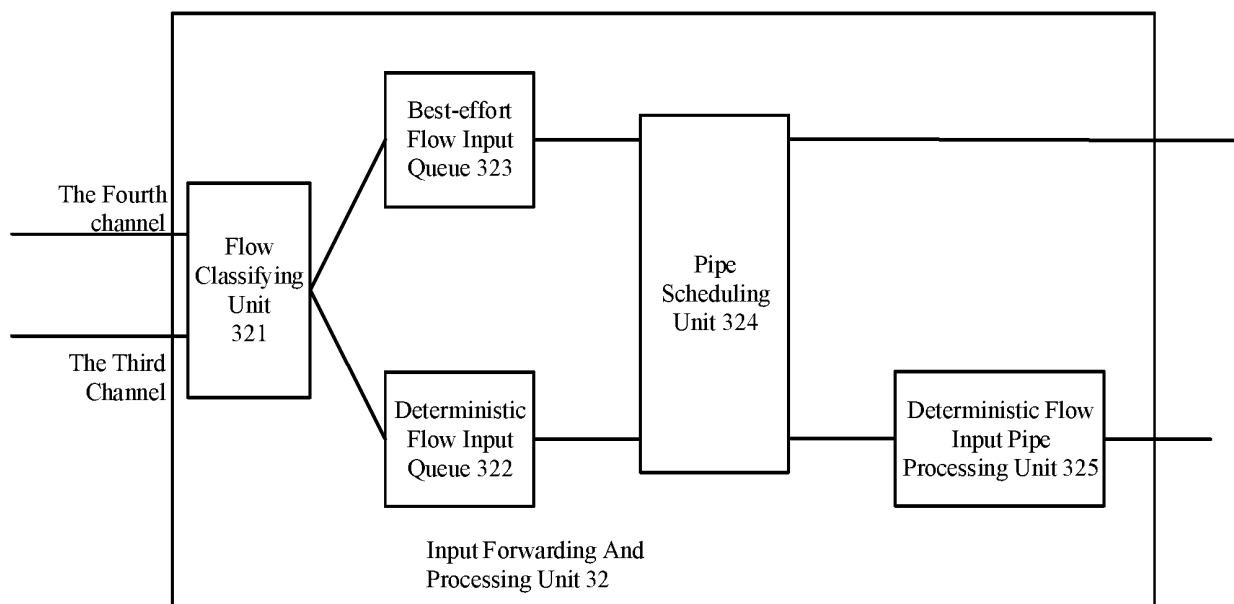 The Fourth
channel
The Third
Channel
Flow
Classifying
Unit
321
Best-effort
Flow Input
Queue 323
Deterministic
Flow Input
Queue 322
Pipe
Scheduling
Unit 324
Deterministic Flow
Input Pipe
Processing Unit 325
Input Forwarding And
Processing Unit 32